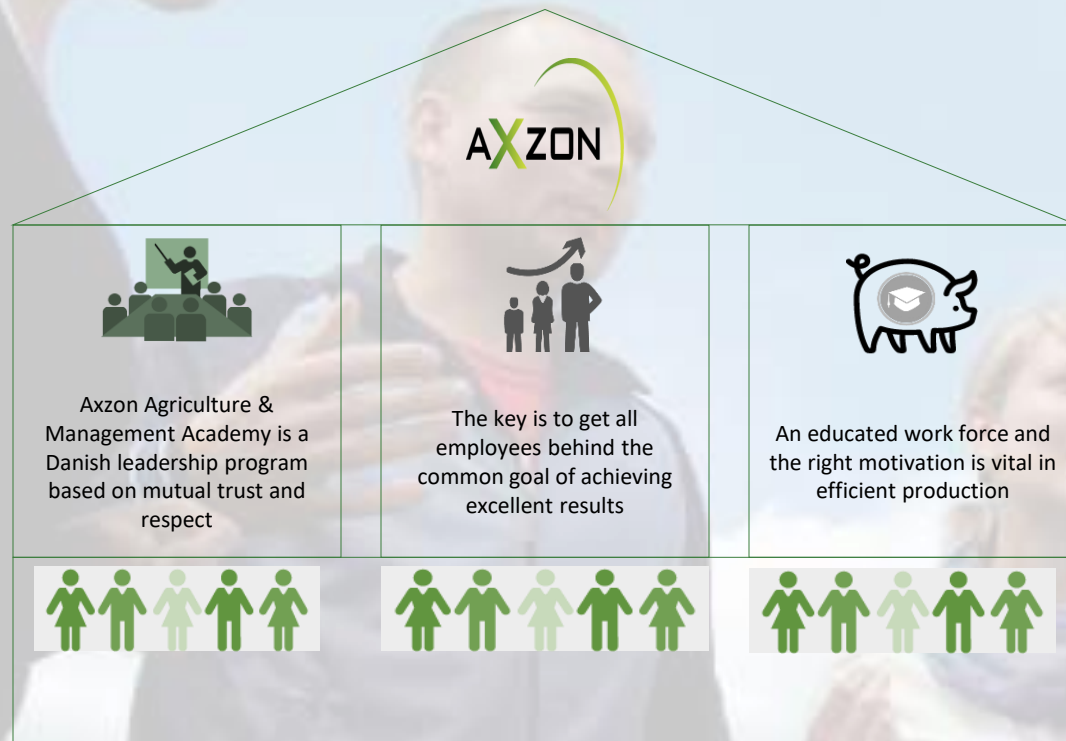 AXZON
Axzon Agriculture &
Management Academy is a
Danish leadership program
based on mutual trust and
respect
The key is to get all
employees behind the
common goal of achieving
excellent results
An educated work force and
the right motivation is vital in
efficient production